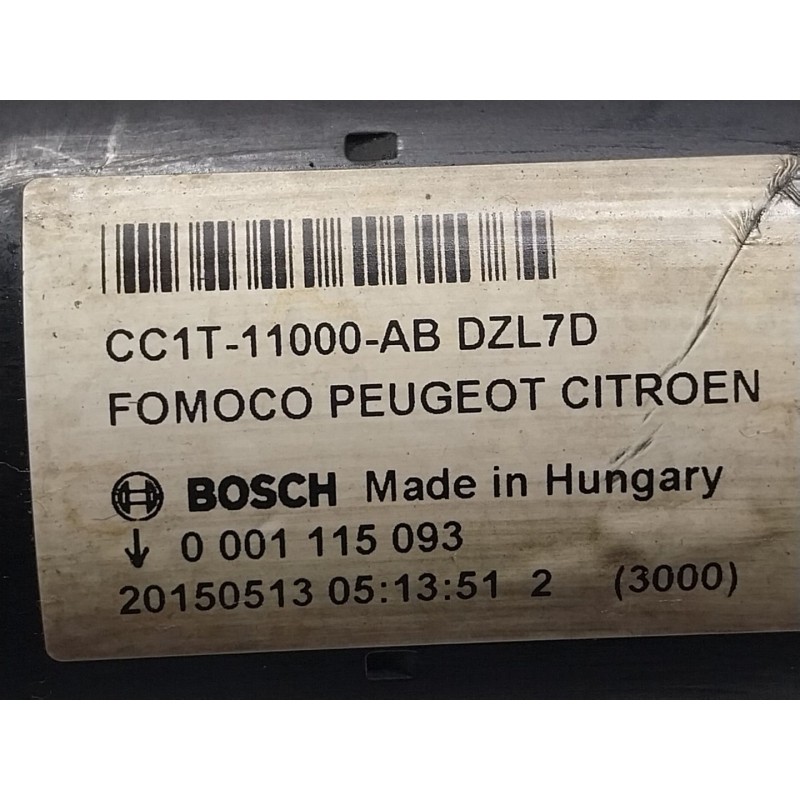 CC1T-11000-AB DZL7D
FOMOCO PEUGEOT CITROEN
BOSCH Made in Hungary
0 001 115 093
20150513 05:13:51 2 (3000)